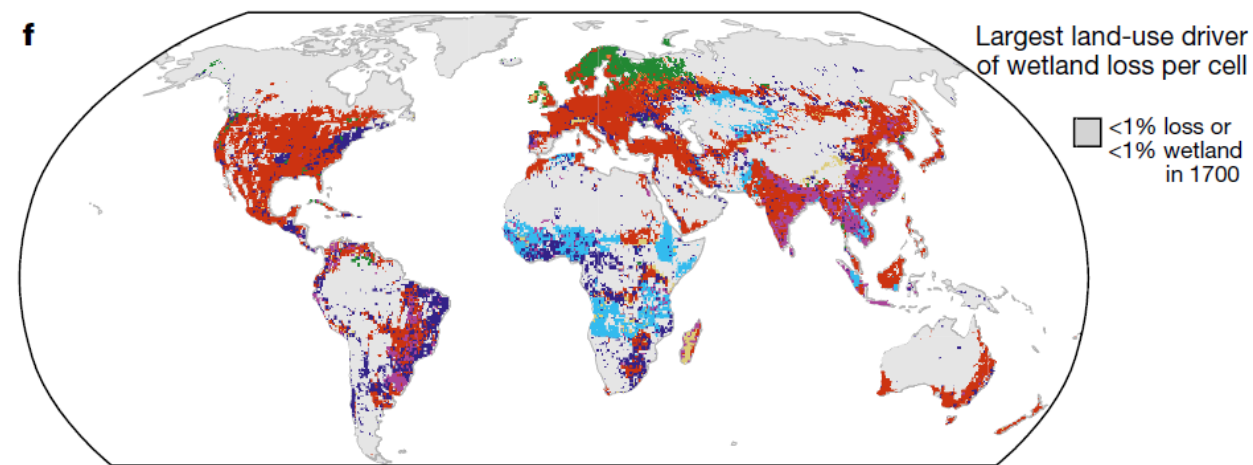 f
Largest land-use driver
of wetland loss per cell
<1% loss or
<1% wetland
in 1700